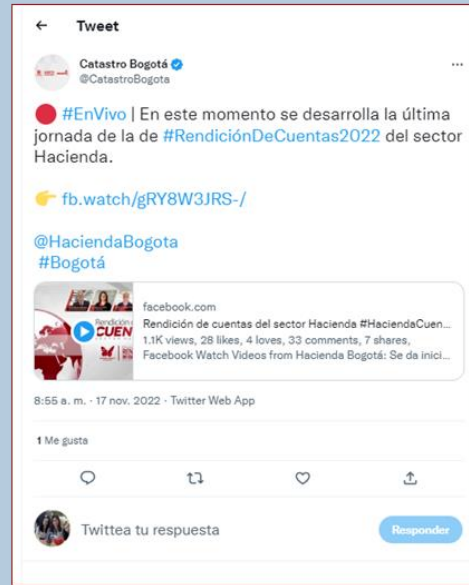 ← Tweet
Catastro Bogotá
@CatastroBogota
#EnVivo | En este momento se desarrolla la última
jornada de la de #RendiciónDeCuentas2022 del sector
Hacienda.
fb.watch/gRY8W3JRS-/
@HaciendaBogota
#Bogotá
Rendición
CUEN
facebook.com
Rendición de cuentas del sector Hacienda #HaciendaCuen...
1.1K views, 28 likes, 4 loves, 33 comments, 7 shares,
Facebook Watch Videos from Hacienda Bogotá: Se da inici...
8:55 a. m. · 17 nov. 2022 · Twitter Web App
1 Me gusta
Twittea tu respuesta
Responder